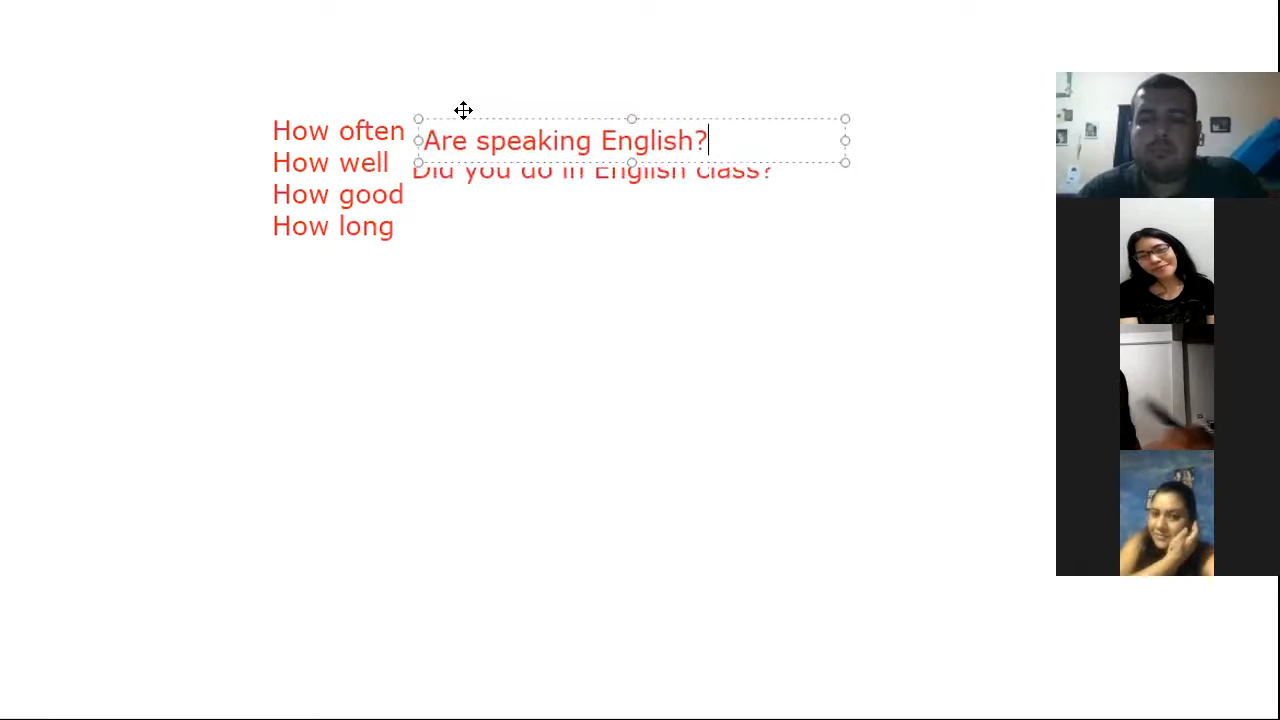 How often
Are speaking English?
How well
Did you do in English class?
How good
How long